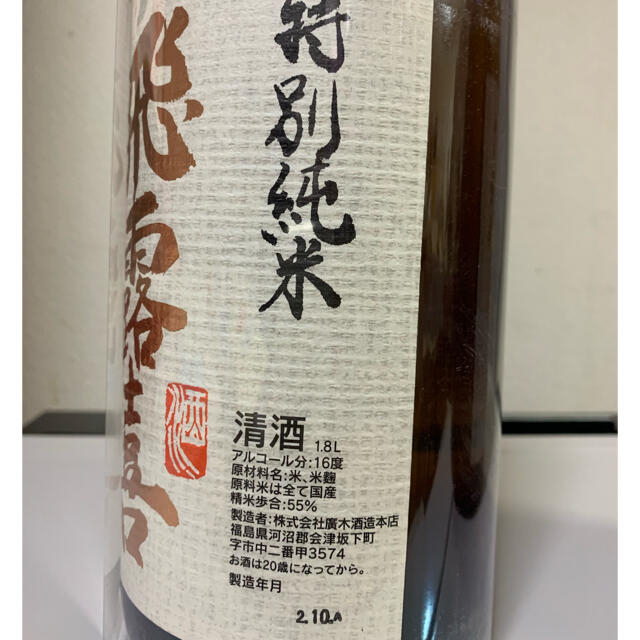 特別純米
飛露喜
酒
清酒 1.8L
アルコール分:16度
原材料名:米、米麹
原料米は全て国産
精米歩合:55%
製造者:株式会社廣木酒造本店
福島県河沼郡会津坂下町
字市中二番甲3574
お酒は20歳になってから。
製造年月
2.10.A